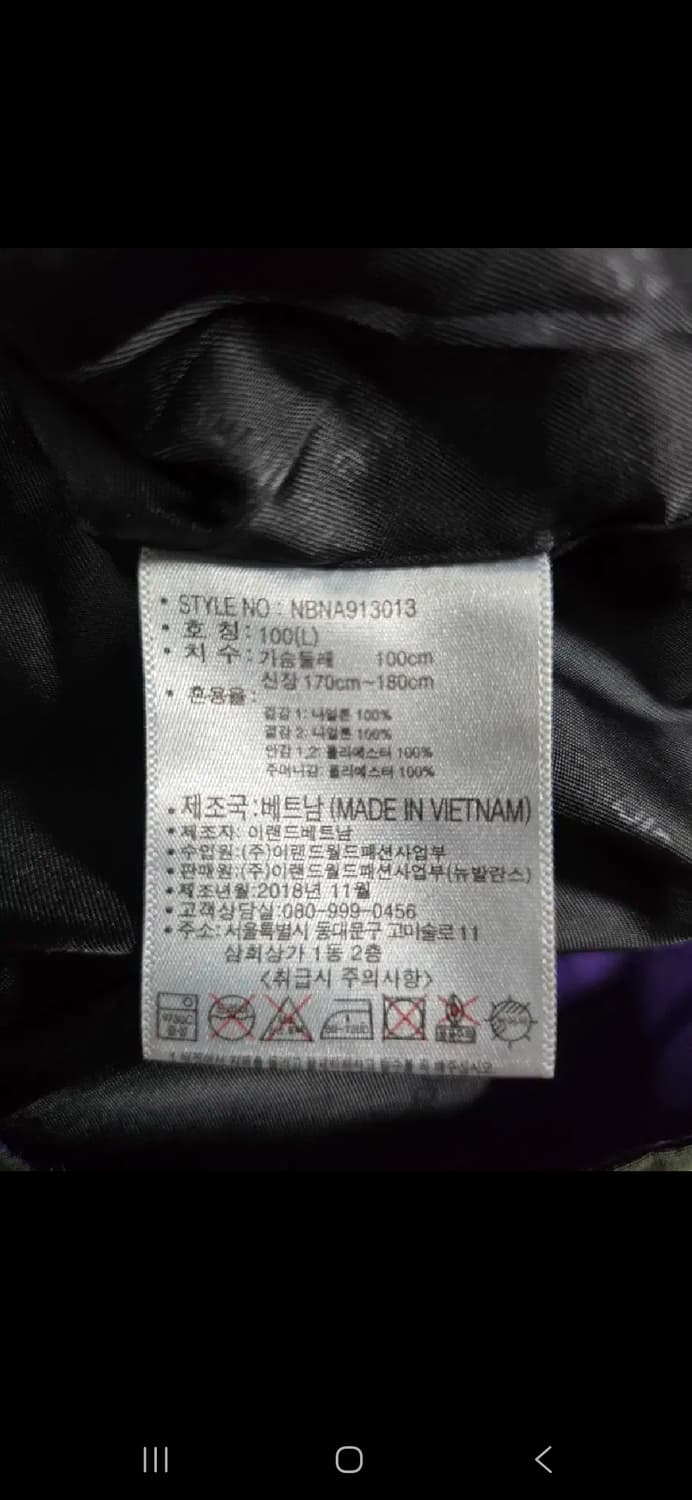 • STYLE NO : NBNA913013
• 호 칭 : 100(L)
• 치 수 : 가슴둘레 100cm
신장 170cm~180cm
• 혼용율 :
겉감 1: 나일론 100%
겉감 2: 나일론 100%
안감 1,2: 폴리에스터 100%
주머니감: 폴리에스터 100%
• 제조국:베트남 (MADE IN VIETNAM)
• 제조자: 이랜드베트남
• 수입원:(주)이랜드월드패션사업부
• 판매원:(주)이랜드월드패션사업부(뉴발란스)
• 제조년월:2018년 11월
• 고객상담실:080-999-0456
• 주소:서울특별시 동대문구 고미술로11
삼희상가 1동 2층
<취급시 주의사항>
중성